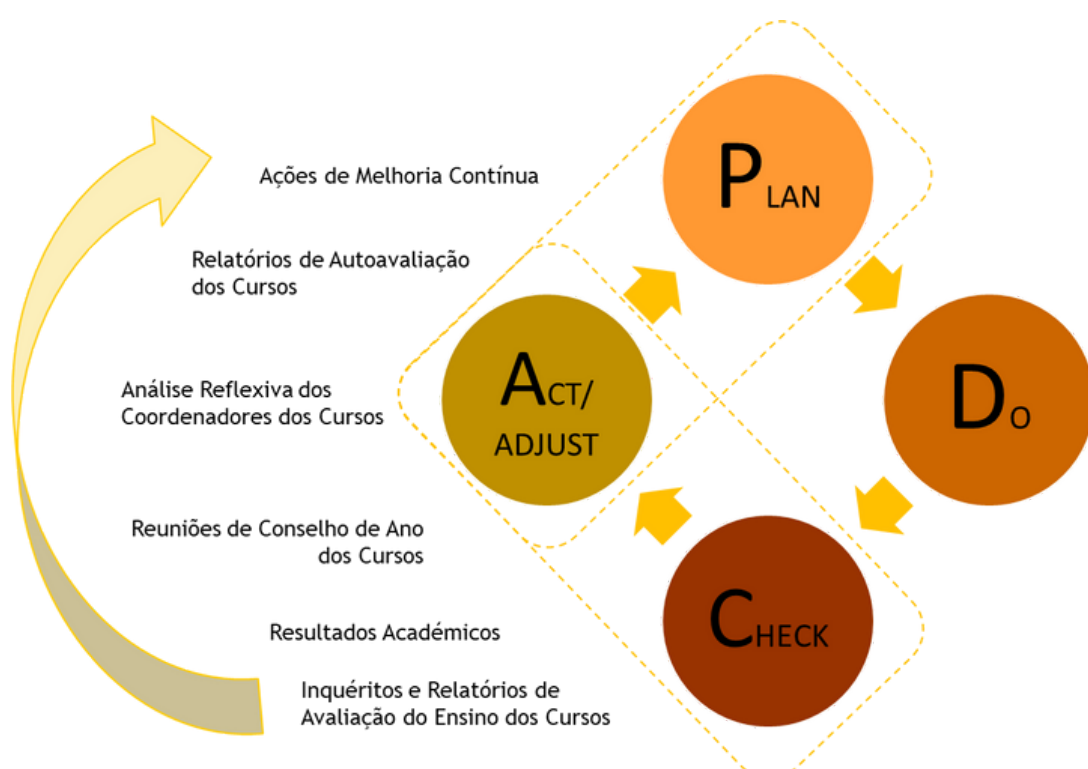 Ações de Melhoria Contínua
Relatórios de Autoavaliação
dos Cursos
Análise Reflexiva dos
Coordenadores dos Cursos
Reuniões de Conselho de Ano
dos Cursos
Resultados Académicos
Inquéritos e Relatórios de
Avaliação do Ensino dos Cursos
PLAN
DO
CHECK
ACT/
ADJUST